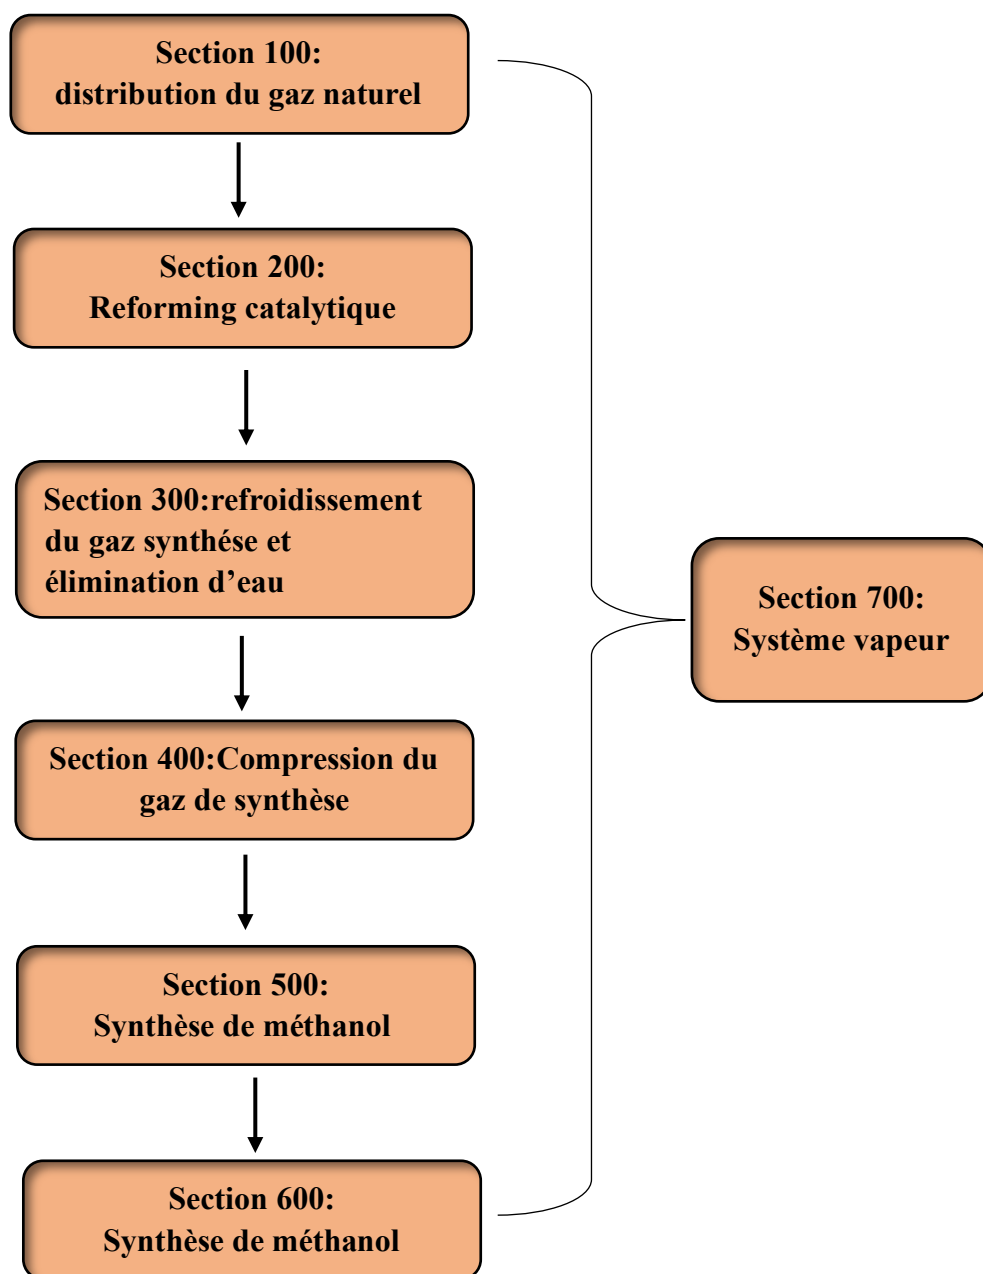 Section 100:
distribution du gaz naturel
Section 200:
Reforming catalytique
Section 300:refroidissement
du gaz synthése et
élimination d’eau
Section 400:Compression du
gaz de synthèse
Section 500:
Synthèse de méthanol
Section 600:
Synthèse de méthanol
Section 700:
Système vapeur